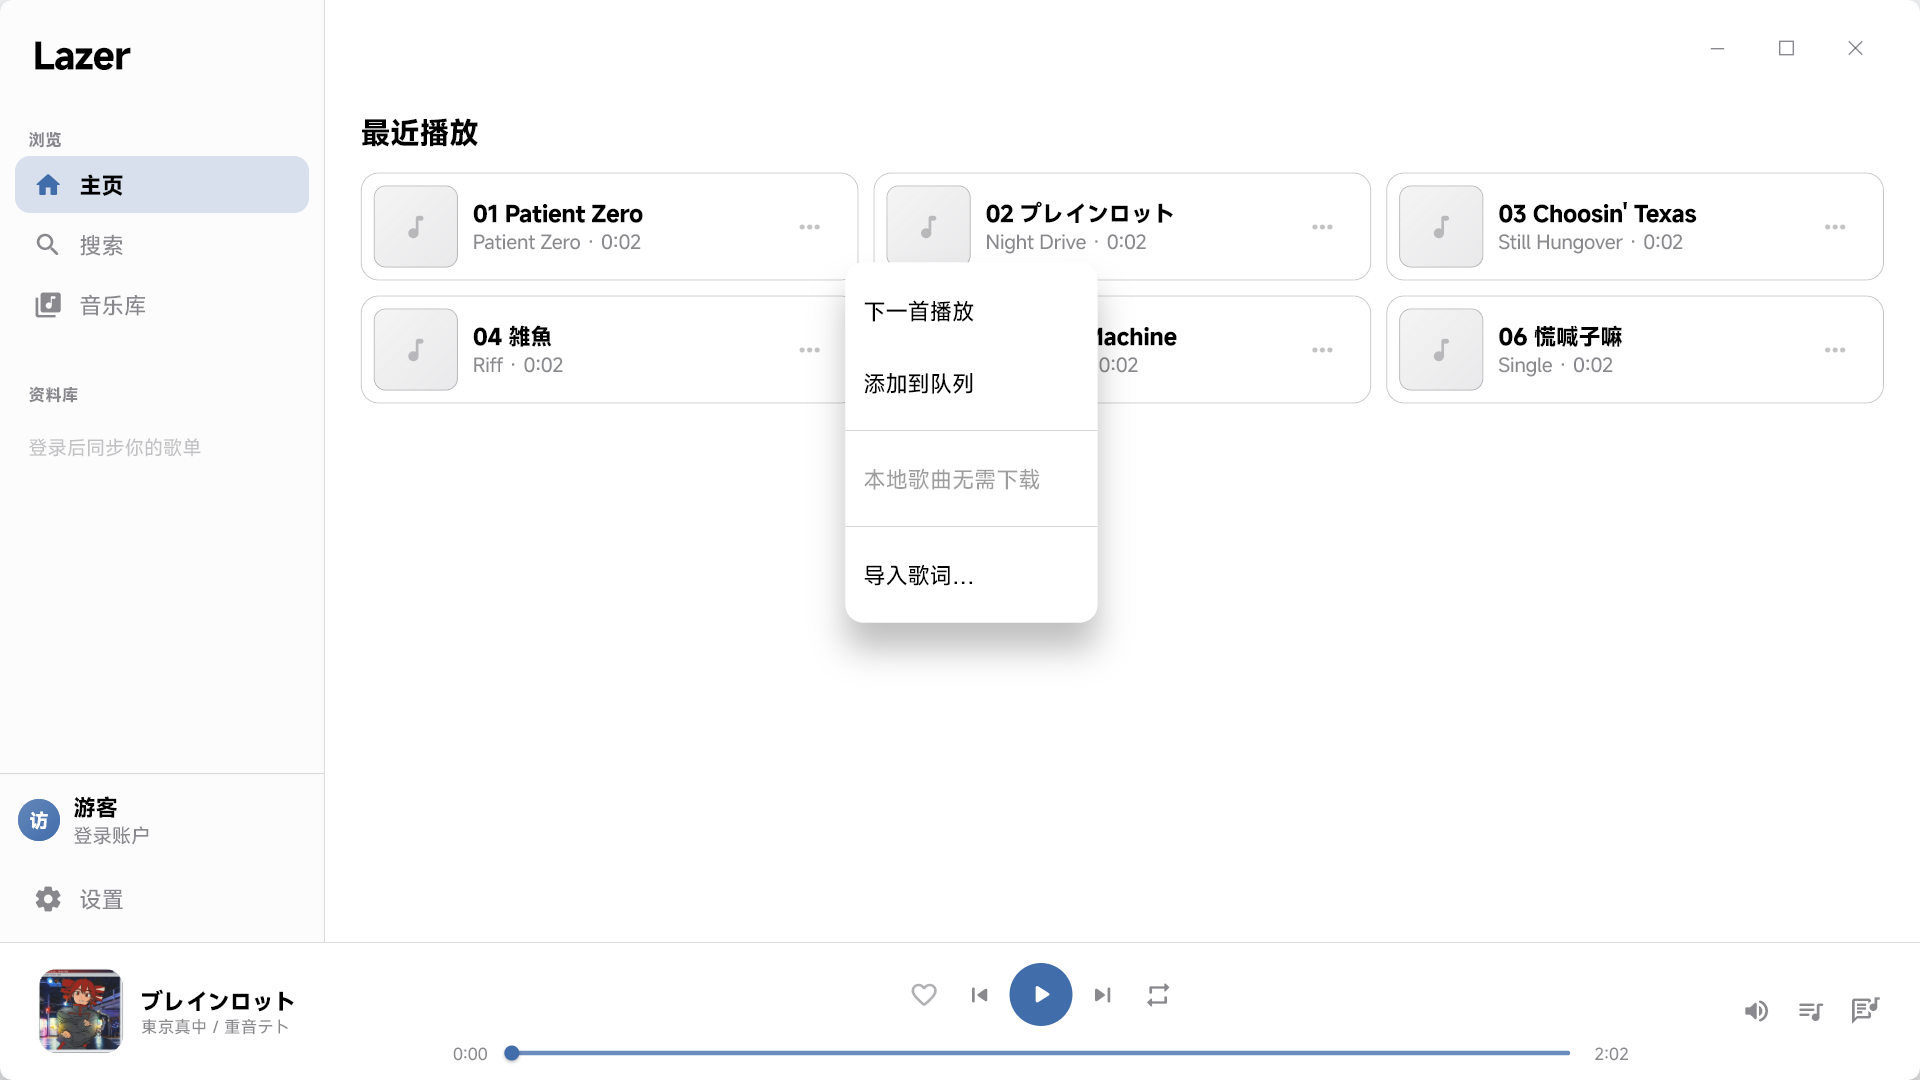 Lazer
浏览
主页
搜索
音乐库
资料库
登录后同步你的歌单
访
游客
登录账户
设置
最近播放
01 Patient Zero
Patient Zero · 0:02
02 プレインロット
Night Drive · 0:02
03 Choosin' Texas
Still Hungover · 0:02
04 雑魚
Riff · 0:02
Machine
0:02
06 慌喊子嘛
Single · 0:02
下一首播放
添加到队列
本地歌曲无需下载
导入歌词...
ブレインロット
東京真中 / 重音テト
0:00
2:02